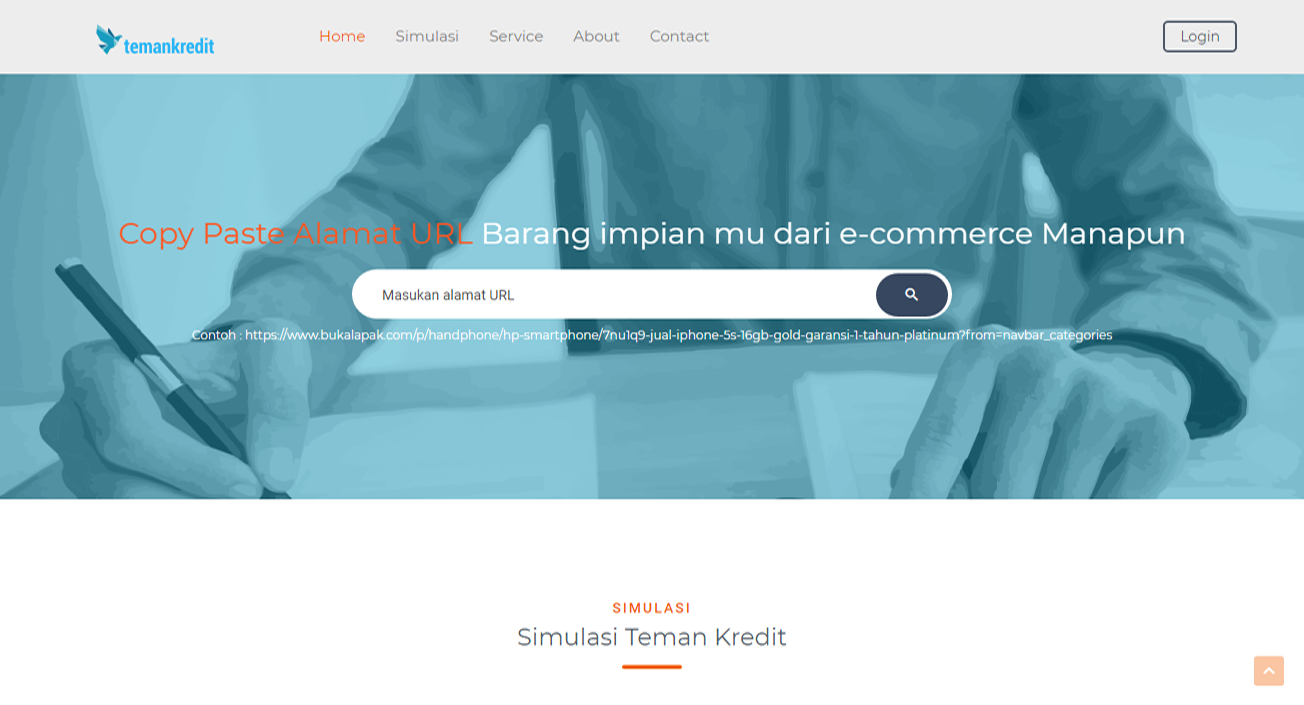 temankredit
Home Simulasi Service About Contact
Login
Copy Paste Alamat URL Barang impian mu dari e-commerce Manapun
Masukan alamat URL
Contoh : https://www.bukalapak.com/p/handphone/hp-smartphone/7nu1q9-jual-iphone-5s-16gb-gold-garansi-1-tahun-platinum?from=navbar_categories
SIMULASI
Simulasi Teman Kredit